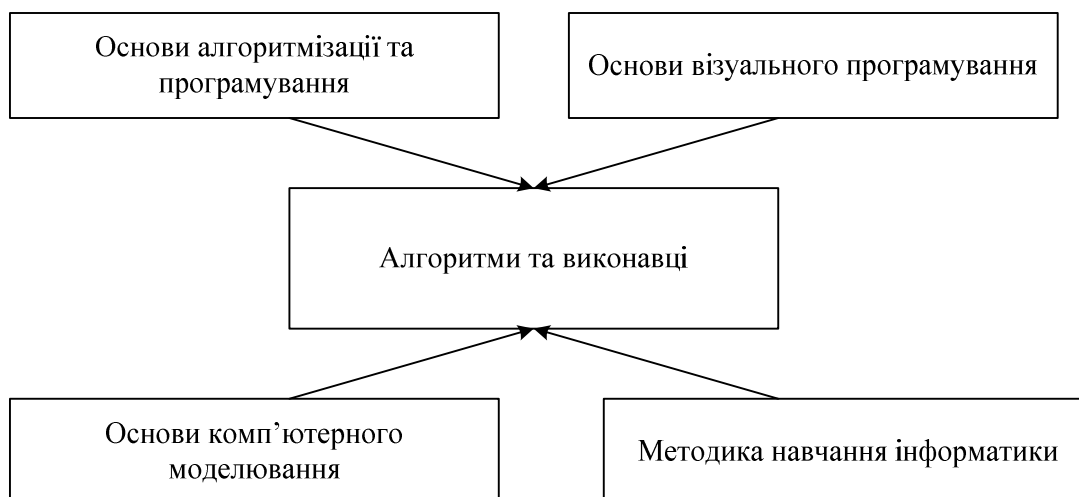 Основи алгоритмізації та
програмування
Основи візуального програмування
Алгоритми та виконавці
Основи комп’ютерного
моделювання
Методика навчання інформатики